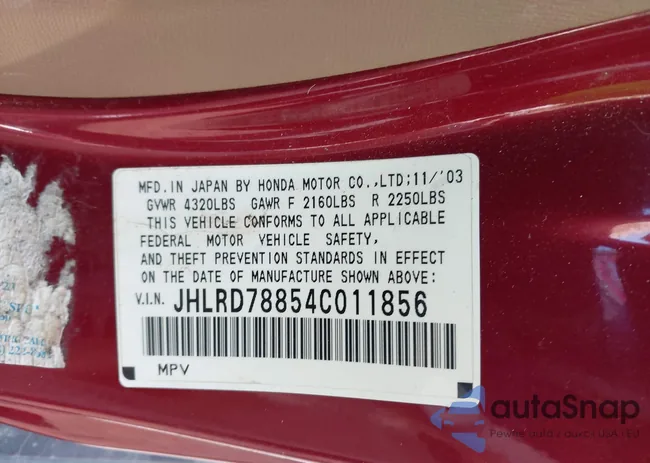 MFD. IN JAPAN BY HONDA MOTOR CO.,LTD;11/'03
GVWR 4320LBS GAWR F 2160LBS R 2250LBS
THIS VEHICLE CONFORMS TO ALL APPLICABLE
FEDERAL MOTOR VEHICLE SAFETY,
AND THEFT PREVENTION STANDARDS IN EFFECT
ON THE DATE OF MANUFACTURE SHOWN ABOVE:
V.I.N. JHLRD78854C011856
MPV
autaSnap